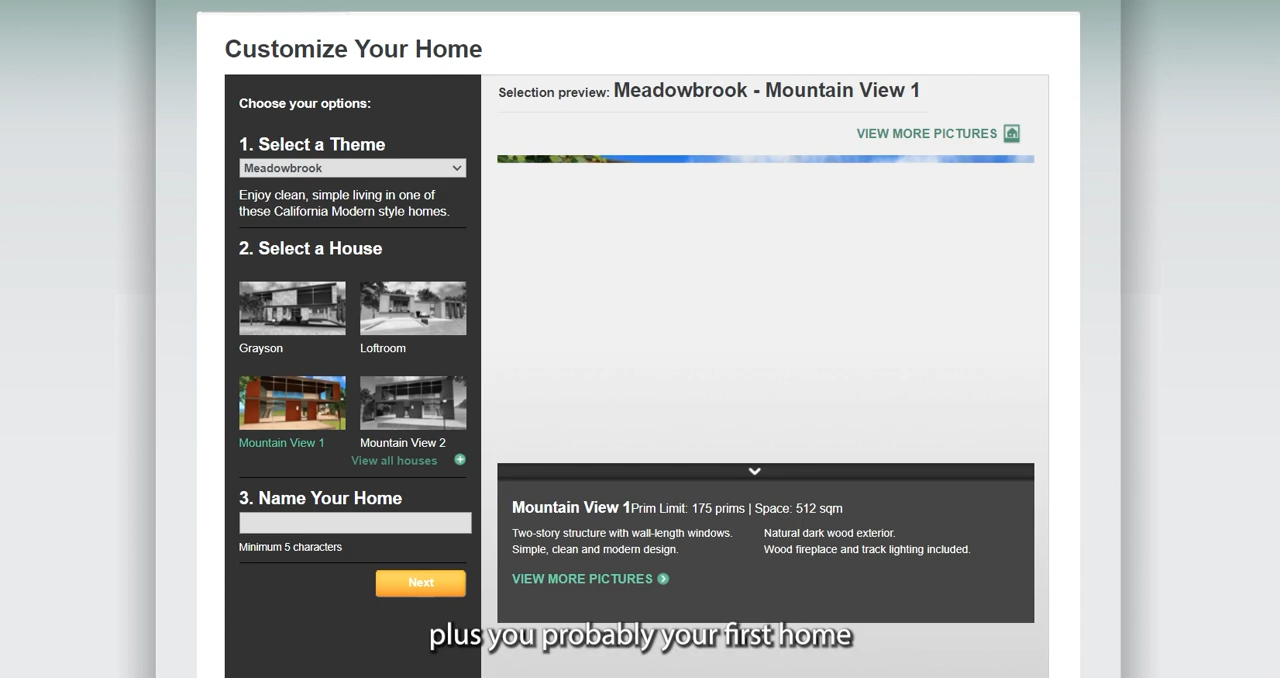 Customize Your Home
Choose your options:
1. Select a Theme
Meadowbrook
Enjoy clean, simple living in one of
these California Modern style homes.
2. Select a House
Grayson
Loftroom
Mountain View 1
Mountain View 2
View all houses
3. Name Your Home
Minimum 5 characters
Next
Selection preview: Meadowbrook - Mountain View 1
VIEW MORE PICTURES
Mountain View 1Prim Limit: 175 prims | Space: 512 sqm
Two-story structure with wall-length windows.
Simple, clean and modern design.
Natural dark wood exterior.
Wood fireplace and track lighting included.
VIEW MORE PICTURES
plus you probably your first home